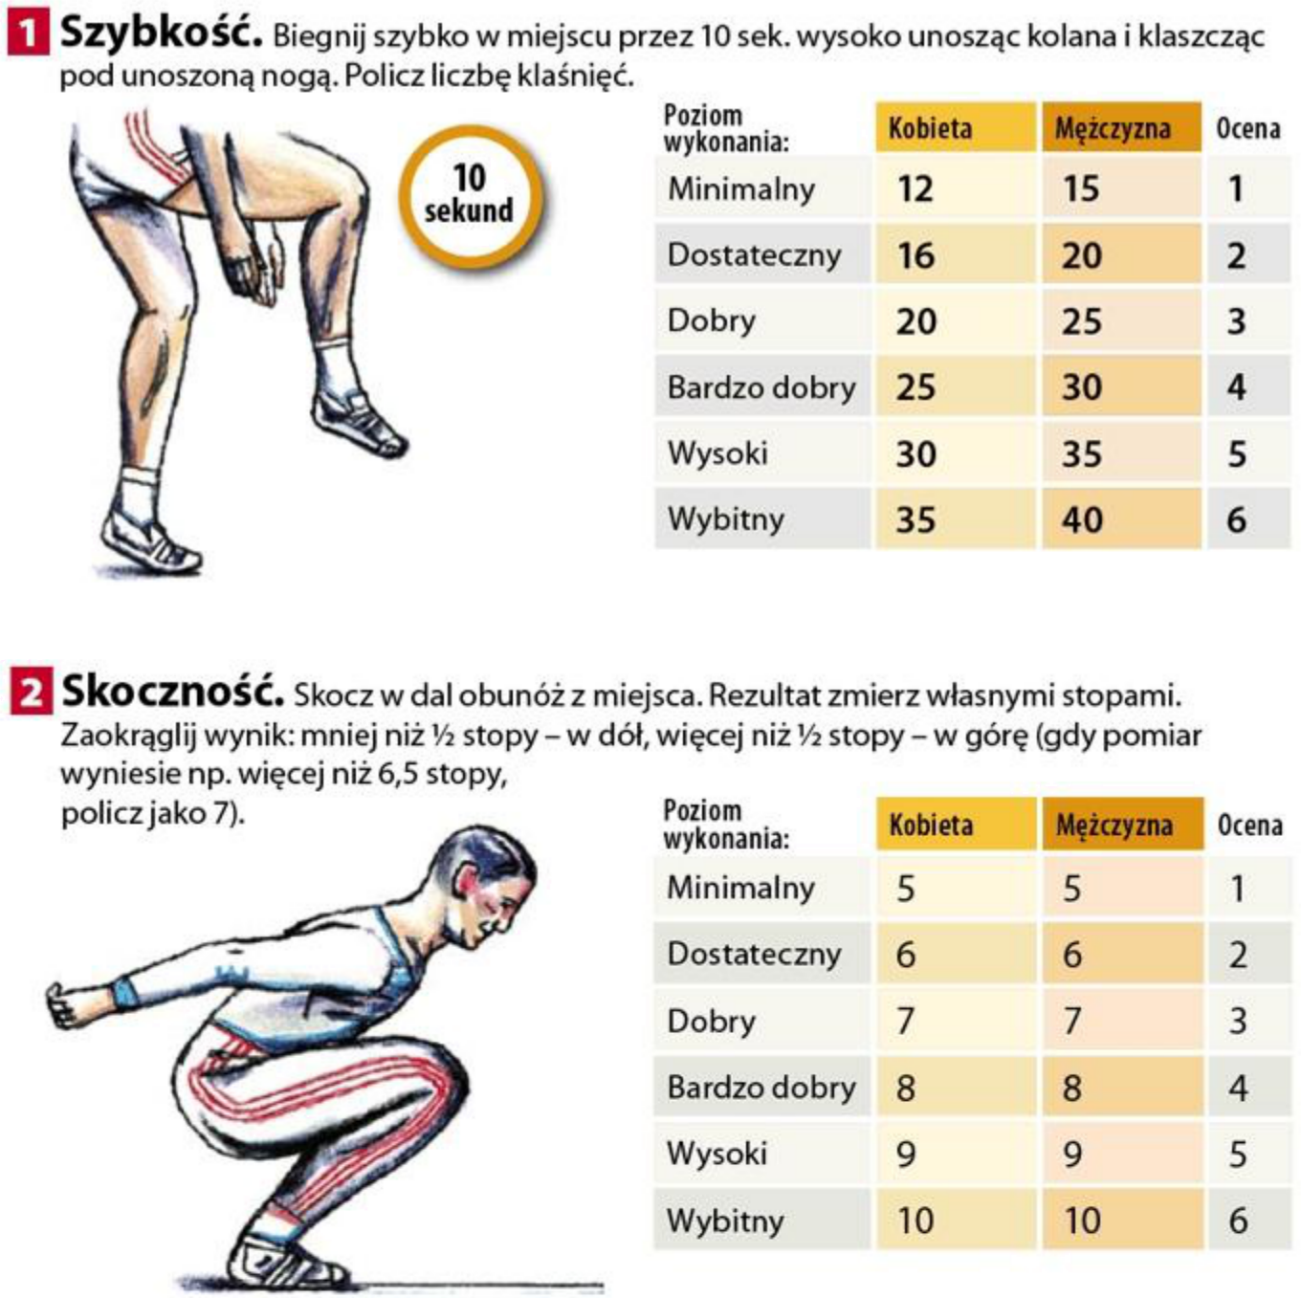 1 Szybkość. Biegnij szybko w miejscu przez 10 sek. wysoko unosząc kolana i klaszcząc
pod unoszoną nogą. Policz liczbę klaśnięć.
10
sekund
Poziom
wykonania: Kobieta Mężczyzna Ocena
Minimalny 12 15 1
Dostateczny 16 20 2
Dobry 20 25 3
Bardzo dobry 25 30 4
Wysoki 30 35 5
Wybitny 35 40 6
2 Skoczność. Skocz w dal obunóż z miejsca. Rezultat zmierz własnymi stopami.
Zaokrąglij wynik: mniej niż ½ stopy – w dół, więcej niż ½ stopy – w górę (gdy pomiar
wyniesie np. więcej niż 6,5 stopy,
policz jako 7).
Poziom
wykonania: Kobieta Mężczyzna Ocena
Minimalny 5 5 1
Dostateczny 6 6 2
Dobry 7 7 3
Bardzo dobry 8 8 4
Wysoki 9 9 5
Wybitny 10 10 6